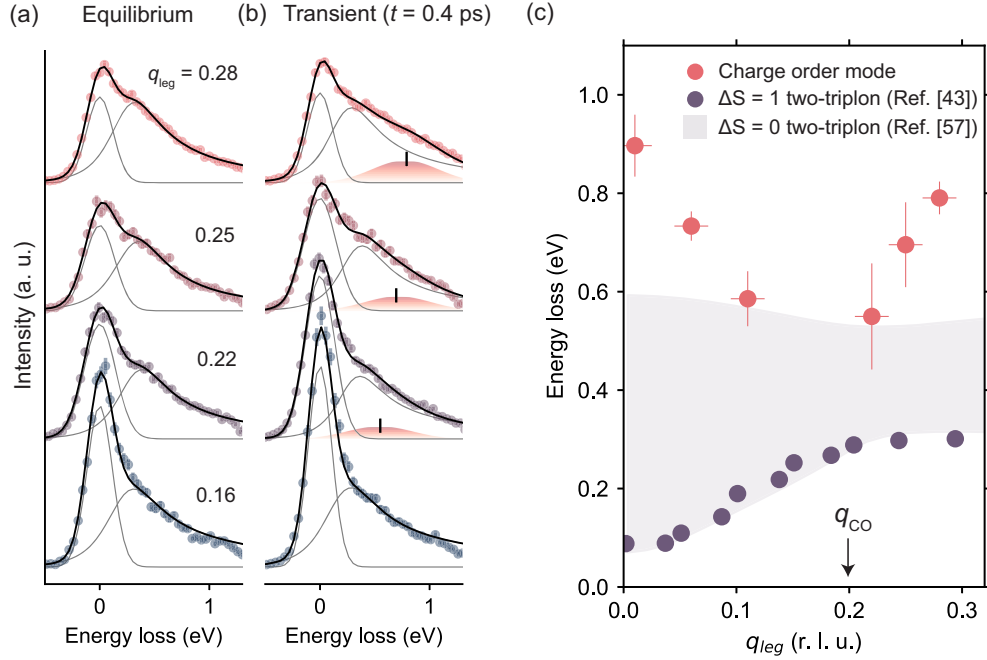 (a) Equilibrium
(b) Transient (t = 0.4 ps)
(c)
Intensity (a. u.)
q_leg = 0.28
0.25
0.22
0.16
0 1
Energy loss (eV)
0 1
Energy loss (eV)
Energy loss (eV)
1.0
0.8
0.6
0.4
0.2
0.0
Charge order mode
ΔS = 1 two-triplon (Ref. [43])
ΔS = 0 two-triplon (Ref. [57])
q_CO
0.0 0.1 0.2 0.3
q_leg (r. l. u.)